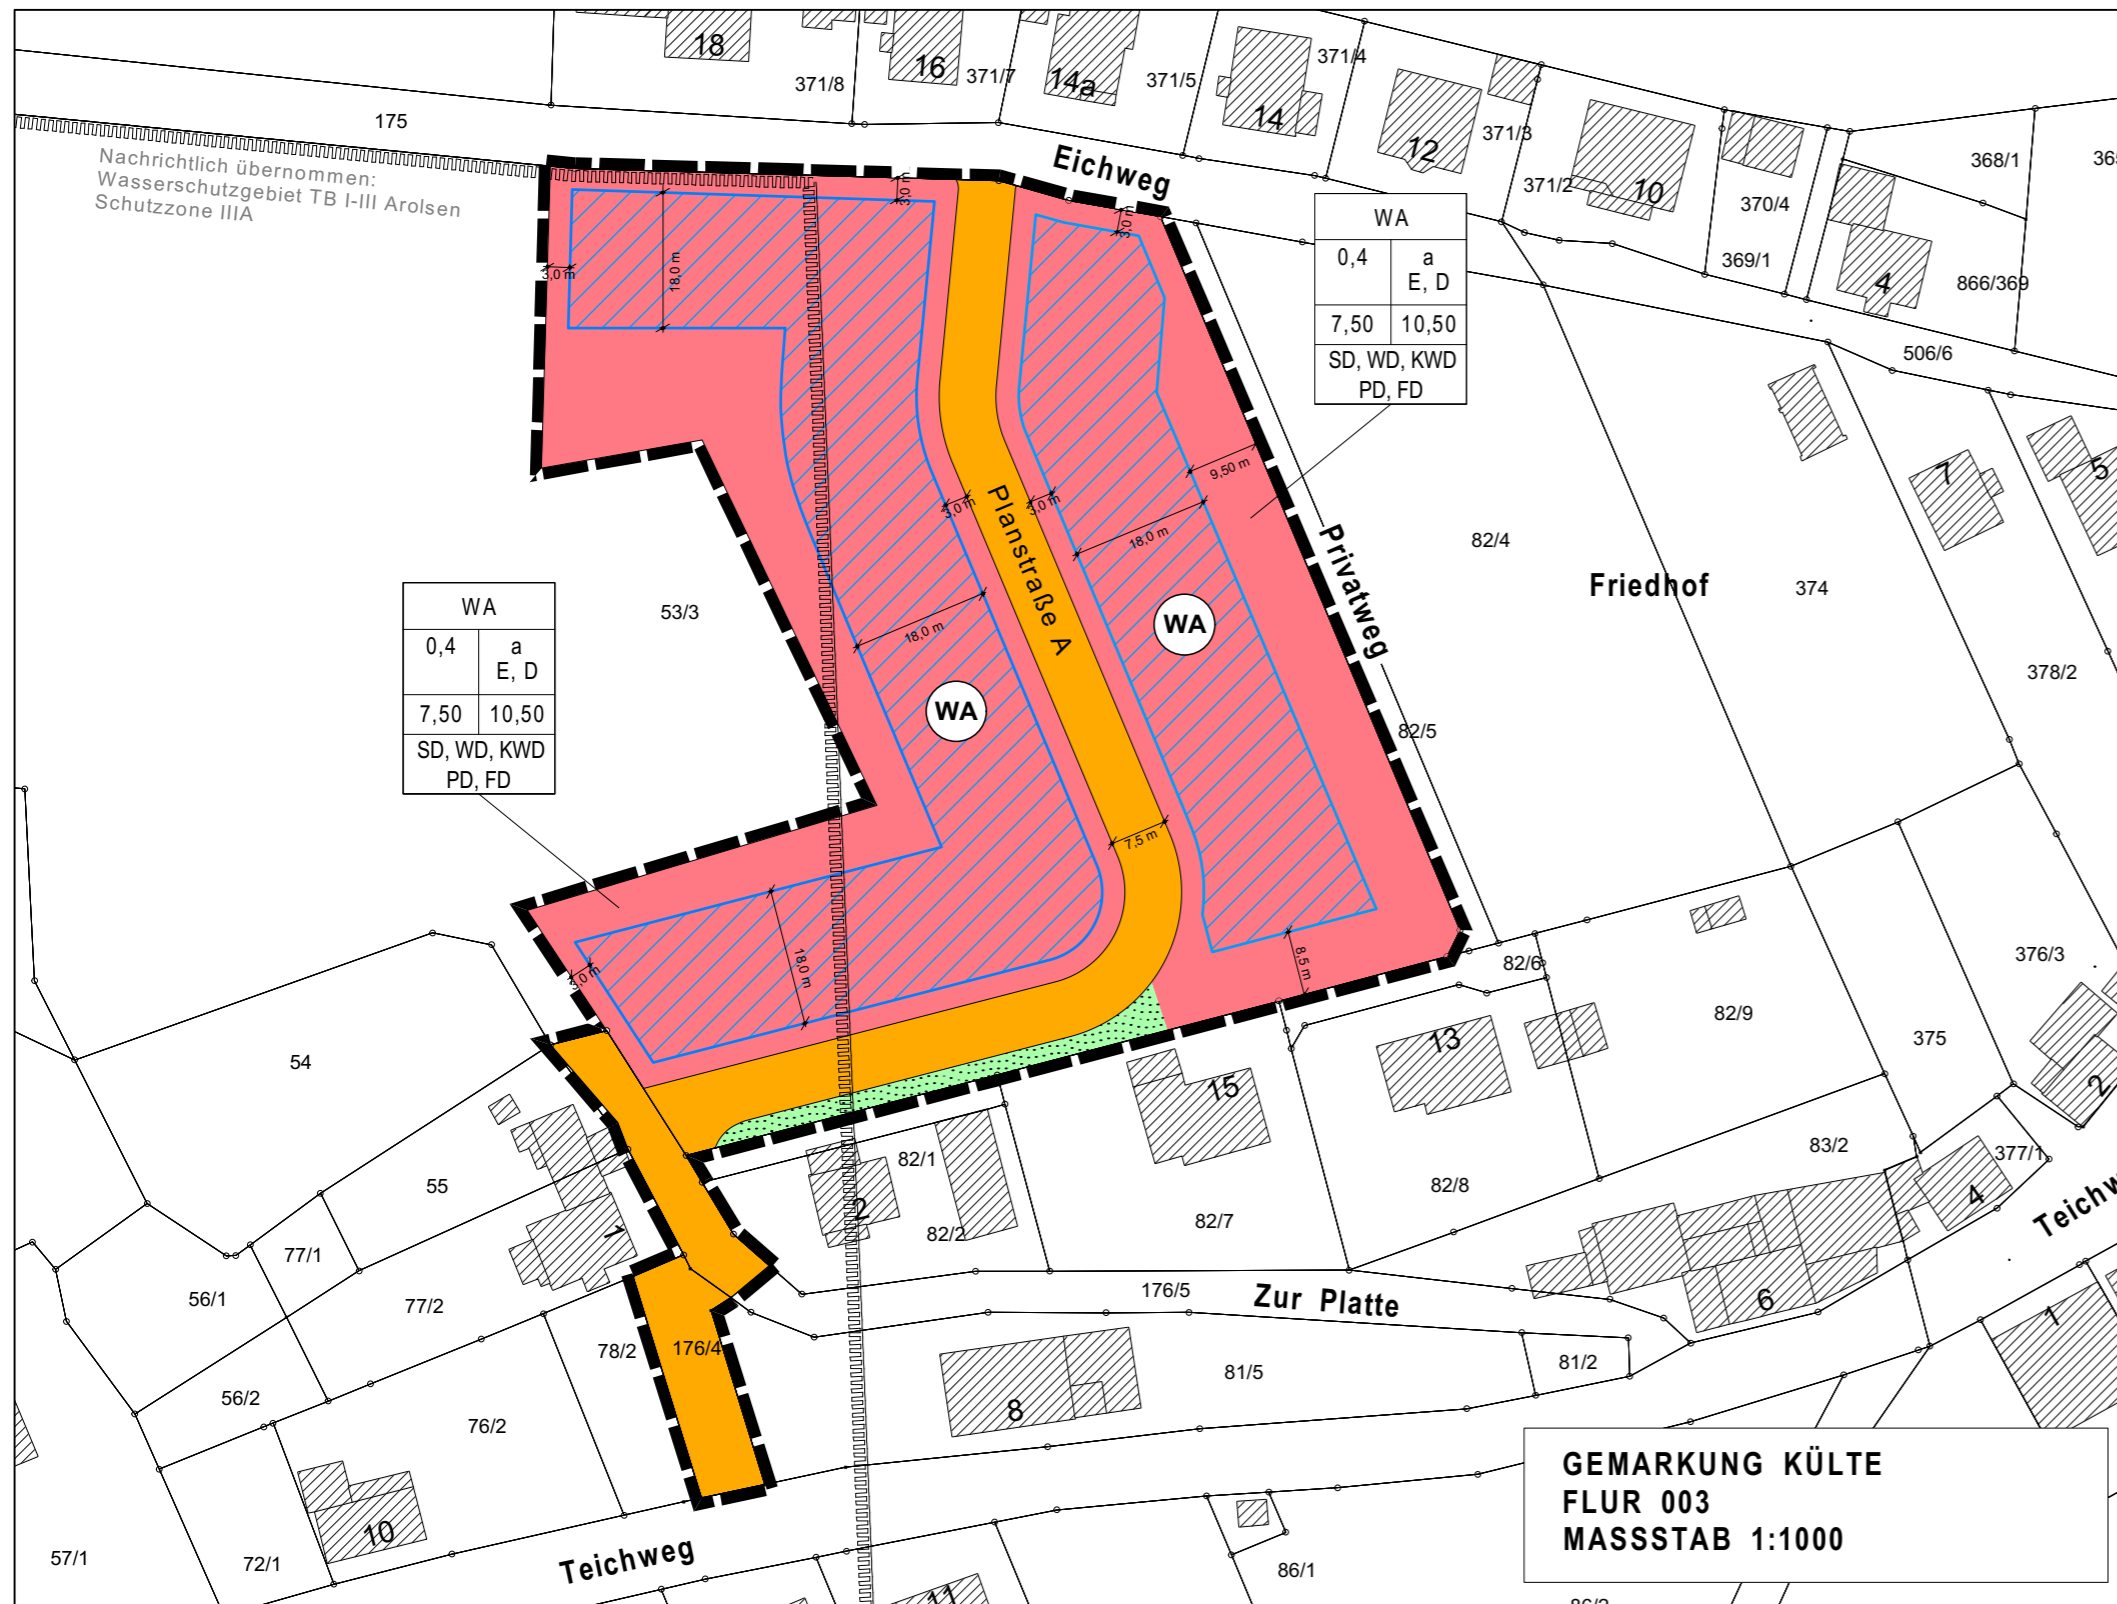 18
16
14a
14
12
10
4
371/8
371/7
371/5
371/4
371/3
371/2
370/4
369/1
368/1
866/369
506/6
175
Nachrichtlich übernommen:
Wasserschutzgebiet TB I-III Arolsen
Schutzzone IIIA
Eichweg
3,0 m
3,0 m
3,0 m
18,0 m
WA
0,4
a
E, D
7,50
10,50
SD, WD, KWD
PD, FD
9,50 m
3,0 m
3,0 m
18,0 m
Planstraße A
Privatweg
82/4
Friedhof
374
7
5
378/2
WA
0,4
a
E, D
7,50
10,50
SD, WD, KWD
PD, FD
53/3
18,0 m
WA
WA
82/5
7,5 m
18,0 m
3,0 m
8,5 m
82/6
82/9
376/3
375
54
13
15
2
55
1
82/1
2
82/2
82/7
82/8
83/2
377/1
4
Teichw
77/1
56/1
77/2
78/2
176/4
176/5
Zur Platte
6
1
56/2
76/2
81/5
81/2
8
10
GEMARKUNG KÜLTE
FLUR 003
MASSSTAB 1:1000
57/1
72/1
Teichweg
11
86/1